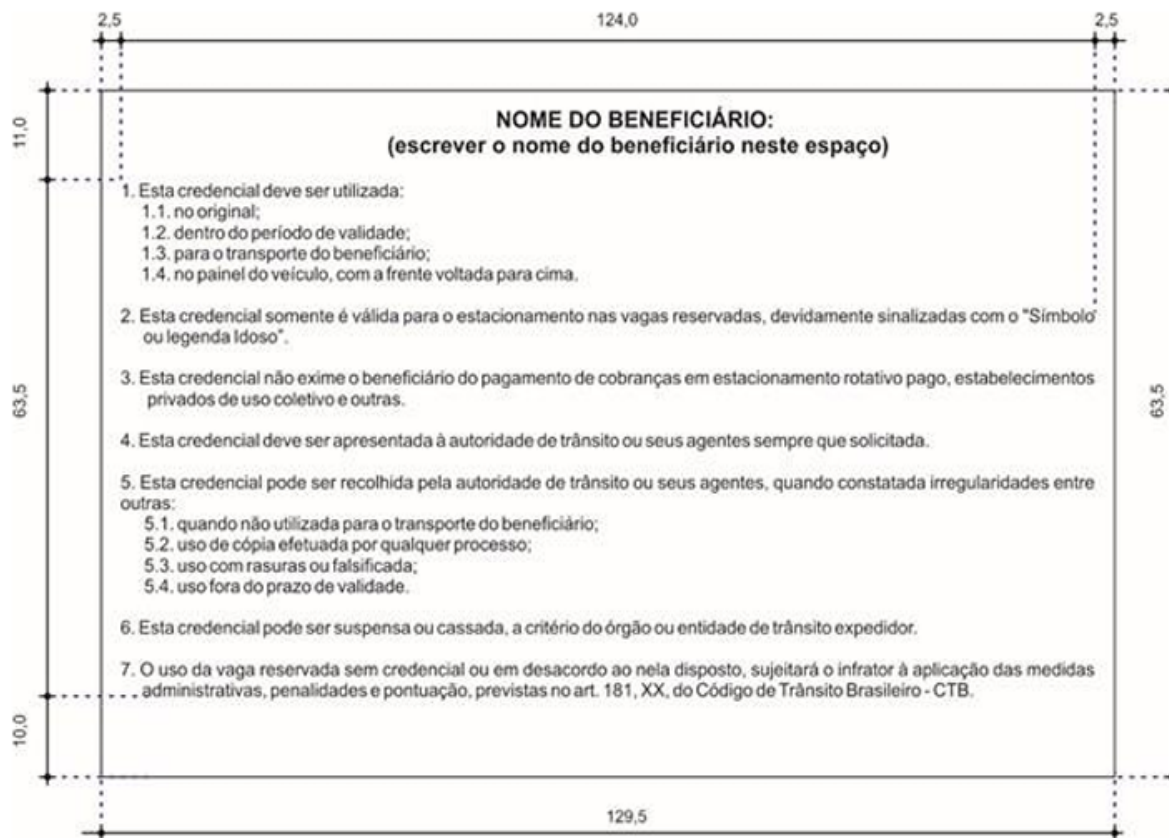 2,5 124,0 2,5
11,0
NOME DO BENEFICIÁRIO:
(escrever o nome do beneficiário neste espaço)
1. Esta credencial deve ser utilizada:
1.1. no original;
1.2. dentro do período de validade;
1.3. para o transporte do beneficiário;
1.4. no painel do veículo, com a frente voltada para cima.
2. Esta credencial somente é válida para o estacionamento nas vagas reservadas, devidamente sinalizadas com o "Símbolo
ou legenda Idoso".
3. Esta credencial não exime o beneficiário do pagamento de cobranças em estacionamento rotativo pago, estabelecimentos
privados de uso coletivo e outras.
63,5
63,5
4. Esta credencial deve ser apresentada à autoridade de trânsito ou seus agentes sempre que solicitada.
5. Esta credencial pode ser recolhida pela autoridade de trânsito ou seus agentes, quando constatada irregularidades entre
outras:
5.1. quando não utilizada para o transporte do beneficiário;
5.2. uso de cópia efetuada por qualquer processo;
5.3. uso com rasuras ou falsificada;
5.4. uso fora do prazo de validade.
6. Esta credencial pode ser suspensa ou cassada, a critério do órgão ou entidade de trânsito expedidor.
7. O uso da vaga reservada sem credencial ou em desacordo ao nela disposto, sujeitará o infrator à aplicação das medidas
administrativas, penalidades e pontuação, previstas no art. 181, XX, do Código de Trânsito Brasileiro - CTB.
10,0
129,5